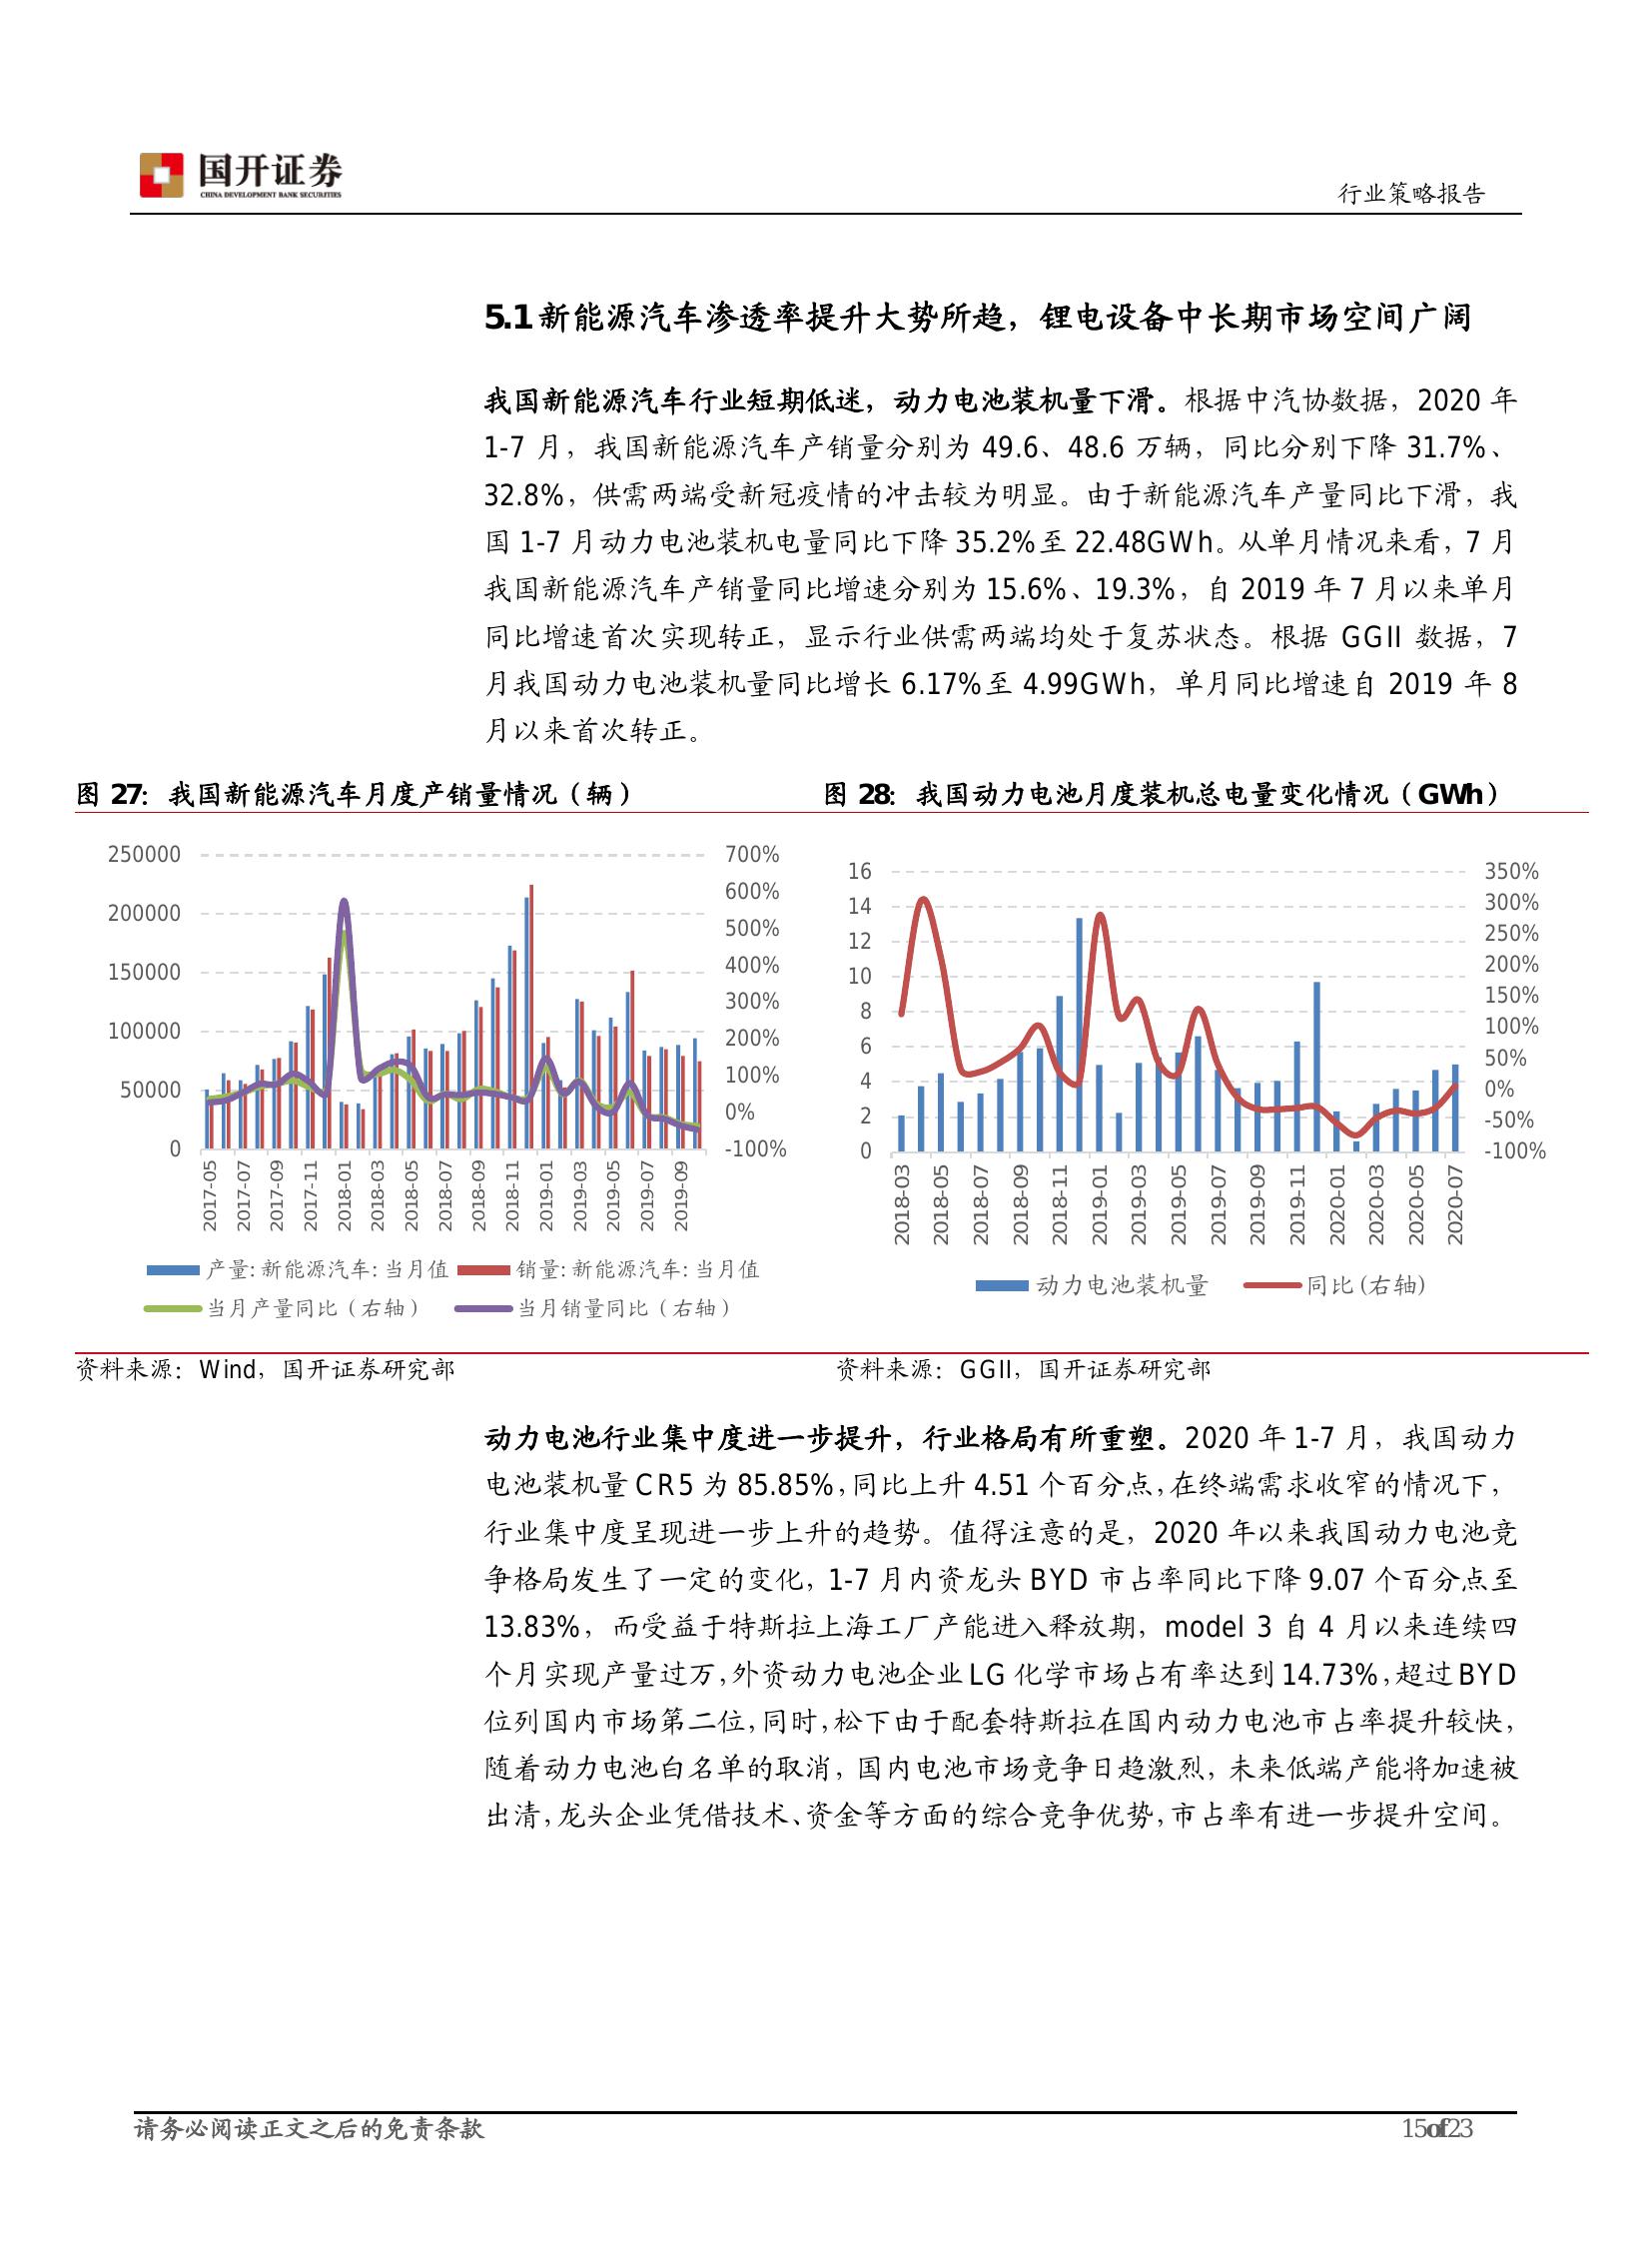 国开证券
CHINA DEVELOPMENT BANK SECURITIES
行业策略报告
5.1 新能源汽车渗透率提升大势所趋，锂电设备中长期市场空间广阔
我国新能源汽车行业短期低迷，动力电池装机量下滑。根据中汽协数据，2020 年
1-7 月，我国新能源汽车产销量分别为 49.6、48.6 万辆，同比分别下降 31.7%、
32.8%，供需两端受新冠疫情的冲击较为明显。由于新能源汽车产量同比下滑，我
国 1-7 月动力电池装机电量同比下降 35.2%至 22.48GWh。从单月情况来看，7 月
我国新能源汽车产销量同比增速分别为 15.6%、19.3%，自 2019 年 7 月以来单月
同比增速首次实现转正，显示行业供需两端均处于复苏状态。根据 GGII 数据，7
月我国动力电池装机量同比增长 6.17%至 4.99GWh，单月同比增速自 2019 年 8
月以来首次转正。
图 27：我国新能源汽车月度产销量情况（辆）
250000
200000
150000
100000
50000
0
700%
600%
500%
400%
300%
200%
100%
0%
-100%
2017-05
2017-07
2017-09
2017-11
2018-01
2018-03
2018-05
2018-07
2018-09
2018-11
2019-01
2019-03
2019-05
2019-07
2019-09
产量:新能源汽车:当月值
销量:新能源汽车:当月值
当月产量同比（右轴）
当月销量同比（右轴）
资料来源：Wind，国开证券研究部
图 28：我国动力电池月度装机总电量变化情况（GWh）
16
14
12
10
8
6
4
2
0
350%
300%
250%
200%
150%
100%
50%
0%
-50%
-100%
2018-03
2018-05
2018-07
2018-09
2018-11
2019-01
2019-03
2019-05
2019-07
2019-09
2019-11
2020-01
2020-03
2020-05
2020-07
动力电池装机量
同比(右轴)
资料来源：GGII，国开证券研究部
动力电池行业集中度进一步提升，行业格局有所重塑。2020 年 1-7 月，我国动力
电池装机量 CR5 为 85.85%，同比上升 4.51 个百分点，在终端需求收窄的情况下，
行业集中度呈现进一步上升的趋势。值得注意的是，2020 年以来我国动力电池竞
争格局发生了一定的变化，1-7 月内资龙头 BYD 市占率同比下降 9.07 个百分点至
13.83%，而受益于特斯拉上海工厂产能进入释放期，model 3 自 4 月以来连续四
个月实现产量过万，外资动力电池企业 LG 化学市场占有率达到 14.73%，超过 BYD
位列国内市场第二位，同时，松下由于配套特斯拉在国内动力电池市占率提升较快，
随着动力电池白名单的取消，国内电池市场竞争日趋激烈，未来低端产能将加速被
出清，龙头企业凭借技术、资金等方面的综合竞争优势，市占率有进一步提升空间。
请务必阅读正文之后的免责条款
15of23